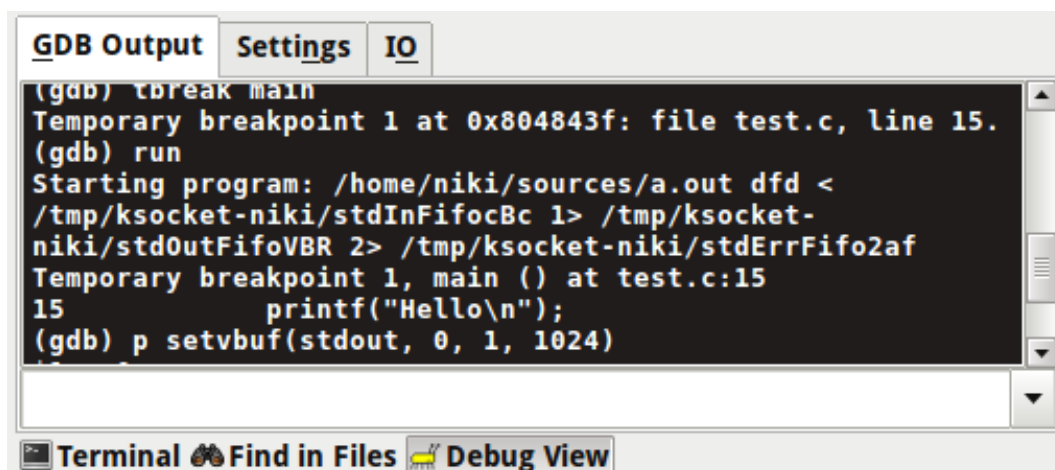 GDB Output Settings IO
(gdb) tbreak main
Temporary breakpoint 1 at 0x804843f: file test.c, line 15.
(gdb) run
Starting program: /home/niki/sources/a.out dfd <
/tmp/ksocket-niki/stdInFifocBc 1> /tmp/ksocket-
niki/stdOutFifoVBR 2> /tmp/ksocket-niki/stdErrFifo2af
Temporary breakpoint 1, main () at test.c:15
15 printf("Hello\n");
(gdb) p setvbuf(stdout, 0, 1, 1024)
Terminal Find in Files Debug View